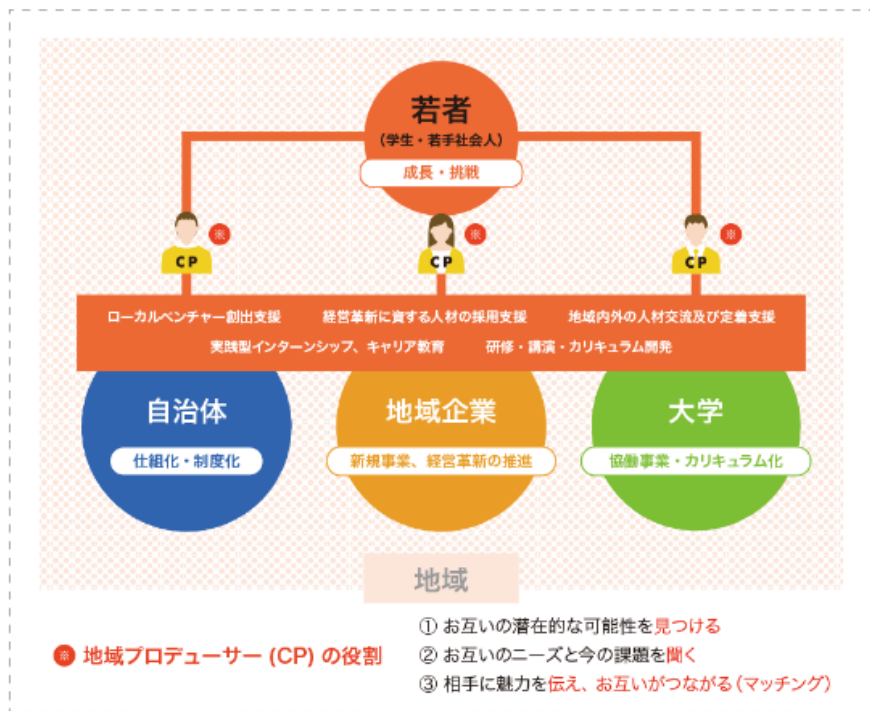 若者
(学生・若手社会人)
成長・挑戦
※
※
※
CP
CP
CP
ローカルベンチャー創出支援 経営革新に資する人材の採用支援 地域内外の人材交流及び定着支援
実践型インターンシップ、キャリア教育 研修・講演・カリキュラム開発
自治体
仕組化・制度化
地域企業
新規事業、経営革新の推進
大学
協働事業・カリキュラム化
地域
※ 地域プロデューサー (CP) の役割
① お互いの潜在的な可能性を見つける
② お互いのニーズと今の課題を聞く
③ 相手に魅力を伝え、お互いがつながる(マッチング)